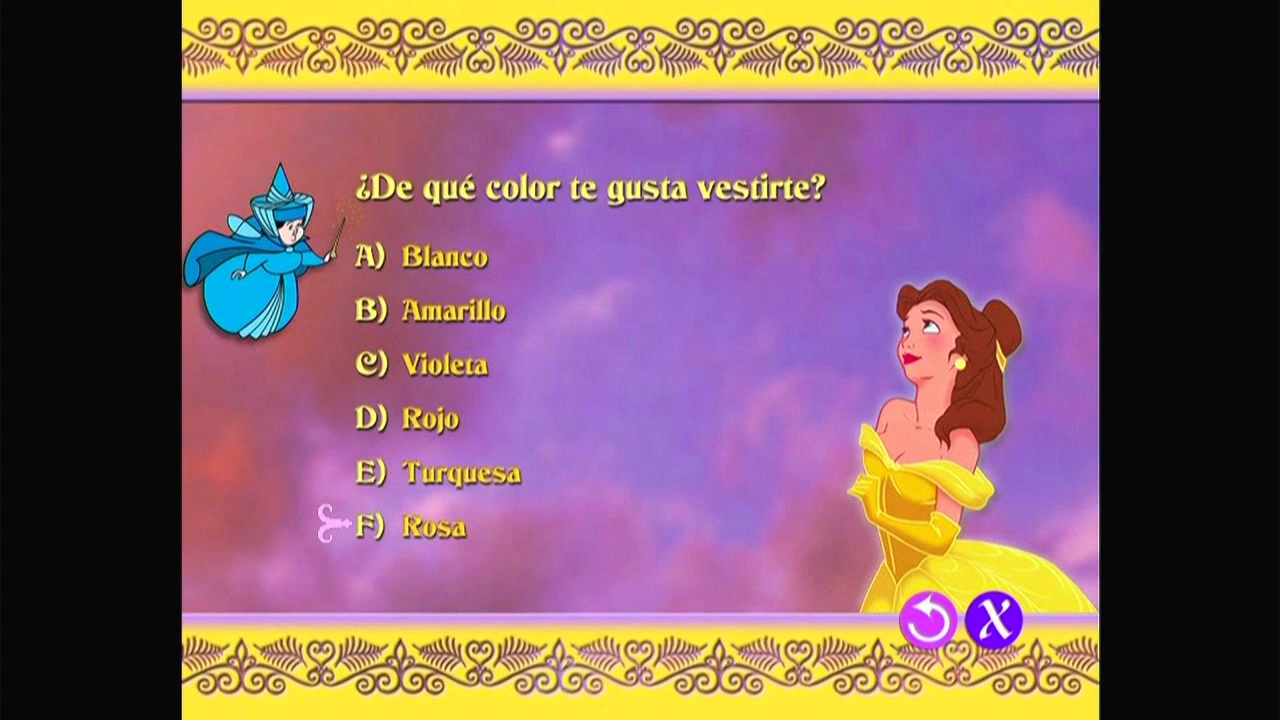 ¿De qué color te gusta vestirte?
A) Blanco
B) Amarillo
C) Violeta
D) Rojo
E) Turquesa
F) Rosa
X